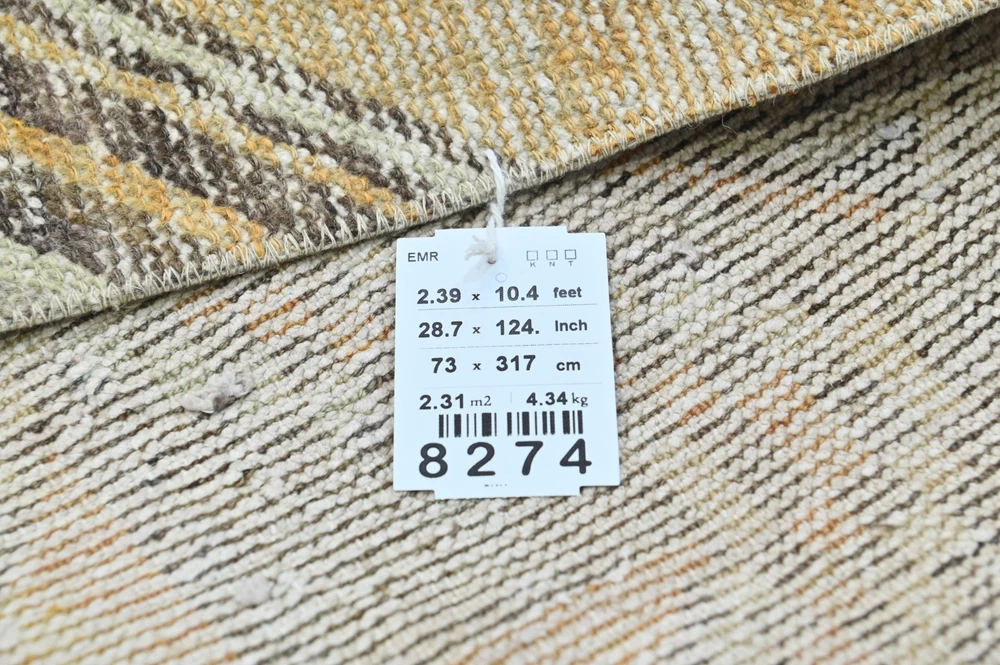 EMR
K N T
2.39 x 10.4 feet
28.7 x 124. Inch
73 x 317 cm
2.31 m2 4.34 kg
8274